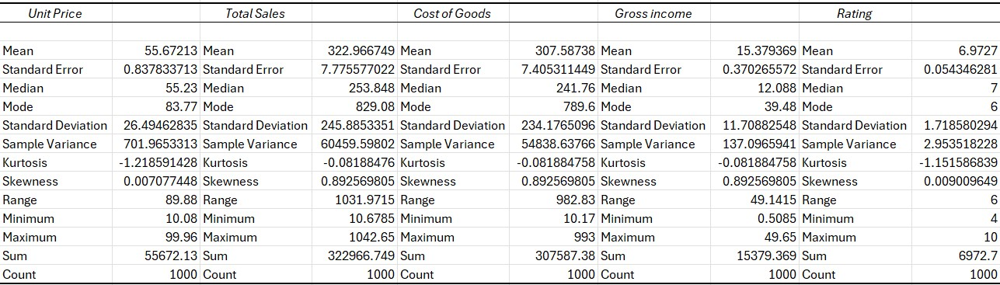 Unit Price Total Sales Cost of Goods Gross income Rating
Mean 55.67213 Mean 322.966749 Mean 307.58738 Mean 15.379369 Mean 6.9727
Standard Error 0.837833713 Standard Error 7.775577022 Standard Error 7.405311449 Standard Error 0.370265572 Standard Error 0.054346281
Median 55.23 Median 253.848 Median 241.76 Median 12.088 Median 7
Mode 83.77 Mode 829.08 Mode 789.6 Mode 39.48 Mode 6
Standard Deviation 26.49462835 Standard Deviation 245.8853351 Standard Deviation 234.1765096 Standard Deviation 11.70882548 Standard Deviation 1.718580294
Sample Variance 701.9653313 Sample Variance 60459.59802 Sample Variance 54838.63766 Sample Variance 137.0965941 Sample Variance 2.953518228
Kurtosis -1.218591428 Kurtosis -0.08188476 Kurtosis -0.081884758 Kurtosis -0.081884758 Kurtosis -1.151586839
Skewness 0.007077448 Skewness 0.892569805 Skewness 0.892569805 Skewness 0.892569805 Skewness 0.009009649
Range 89.88 Range 1031.9715 Range 982.83 Range 49.1415 Range 6
Minimum 10.08 Minimum 10.6785 Minimum 10.17 Minimum 0.5085 Minimum 4
Maximum 99.96 Maximum 1042.65 Maximum 993 Maximum 49.65 Maximum 10
Sum 55672.13 Sum 322966.749 Sum 307587.38 Sum 15379.369 Sum 6972.7
Count 1000 Count 1000 Count 1000 Count 1000 Count 1000